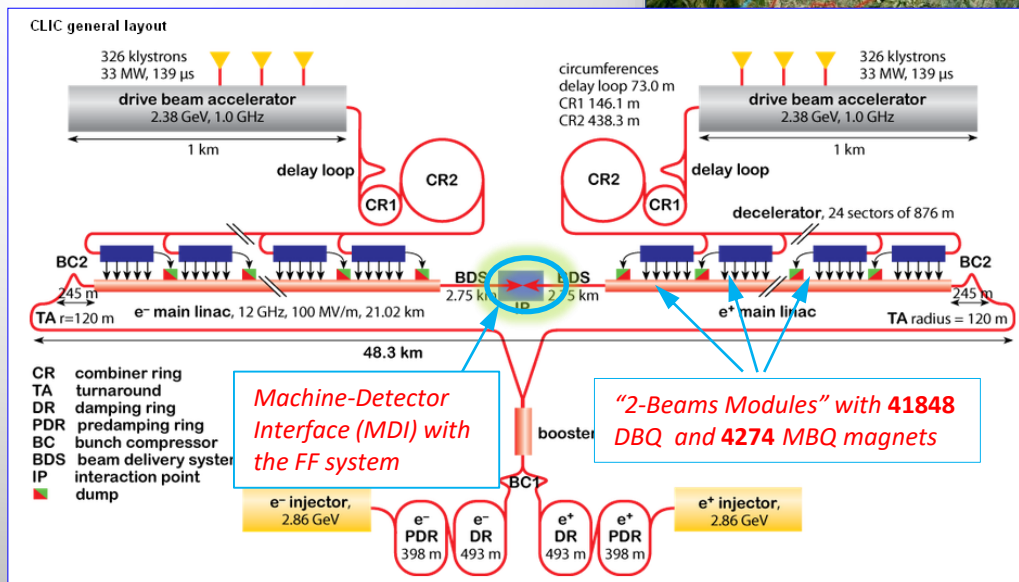 CLIC general layout
326 klystrons
33 MW, 139 μs
drive beam accelerator
2.38 GeV, 1.0 GHz
1 km
delay loop
CR1
CR2
circumferences
delay loop 73.0 m
CR1 146.1 m
CR2 438.3 m
326 klystrons
33 MW, 139 μs
drive beam accelerator
2.38 GeV, 1.0 GHz
1 km
delay loop
CR2
CR1
decelerator, 24 sectors of 876 m
BC2
245 m
TA r=120 m
e⁻ main linac, 12 GHz, 100 MV/m, 21.02 km
BDS
2.75 km
IP
BDS
2.75 km
e⁺ main linac
BC2
245 m
TA radius = 120 m
48.3 km
CR combiner ring
TA turnaround
DR damping ring
PDR predamping ring
BC bunch compressor
BDS beam delivery system
IP interaction point
dump
Machine-Detector
Interface (MDI) with
the FF system
"2-Beams Modules" with 41848
DBQ and 4274 MBQ magnets
booster
BC1
e⁻ injector,
2.86 GeV
e⁻
PDR
398 m
e⁻
DR
493 m
e⁺
DR
493 m
e⁺
PDR
398 m
e⁺ injector,
2.86 GeV